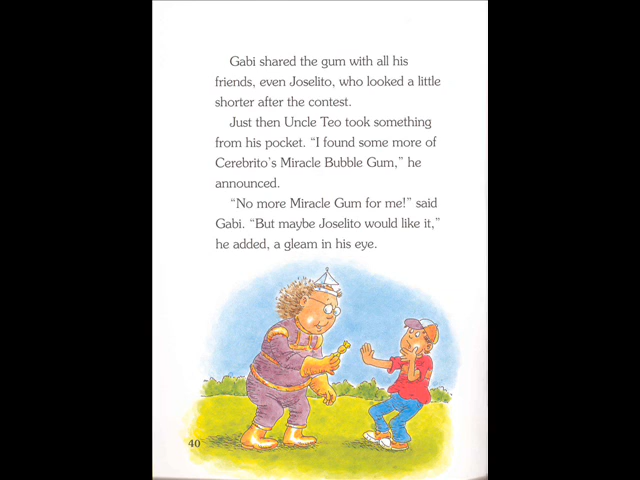 Gabi shared the gum with all his
friends, even Joselito, who looked a little
shorter after the contest.
Just then Uncle Teo took something
from his pocket. “I found some more of
Cerebrito’s Miracle Bubble Gum,” he
announced.
“No more Miracle Gum for me!” said
Gabi. “But maybe Joselito would like it,”
he added, a gleam in his eye.
40